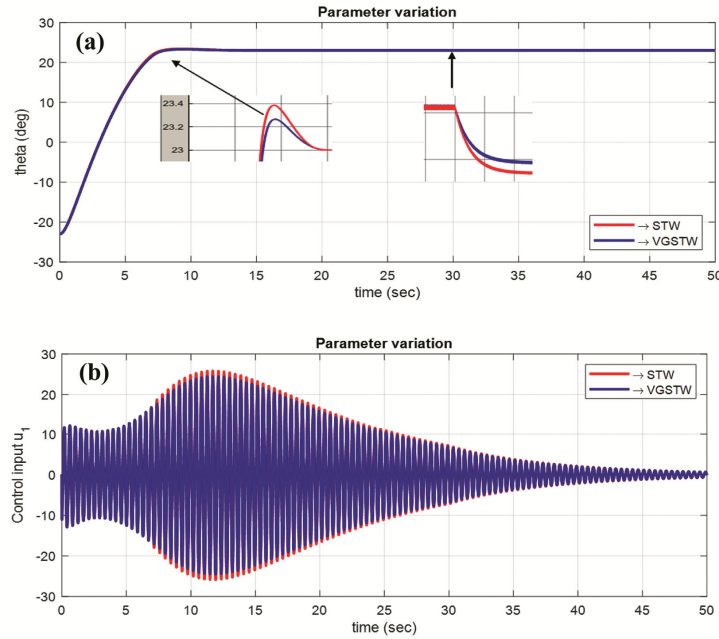 Parameter variation
(a)
30
20
10
0
-10
-20
-30
theta (deg)
23.4
23.2
23
→ STW
→ VGSTW
0 5 10 15 20 25 30 35 40 45 50
time (sec)
Parameter variation
(b)
30
20
10
0
-10
-20
-30
Control input u1
→ STW
→ VGSTW
0 5 10 15 20 25 30 35 40 45 50
time (sec)